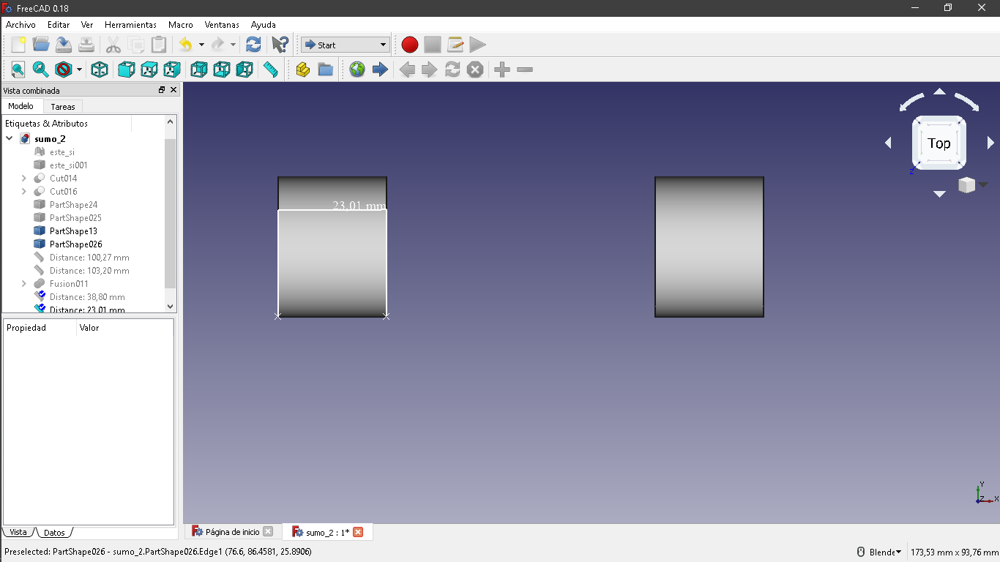 FreeCAD 0.18
Archivo Editar Ver Herramientas Macro Ventanas Ayuda
Start
Vista combinada
Modelo Tareas
Etiquetas & Atributos
sumo_2
este_si
este_si001
Cut014
Cut016
PartShape24
PartShape025
PartShape13
PartShape026
Distance: 100,27 mm
Distance: 103,20 mm
Fusion011
Distance: 38,80 mm
Distance: 23,01 mm
Propiedad Valor
Vista Datos
23,01 mm
Top
Z
Y
Z X
Página de inicio sumo_2 : 1*
Preselected: PartShape026 - sumo_2.PartShape026.Edge1 (76.6, 86.4581, 25.8906)
Blende 173,53 mm x 93,76 mm